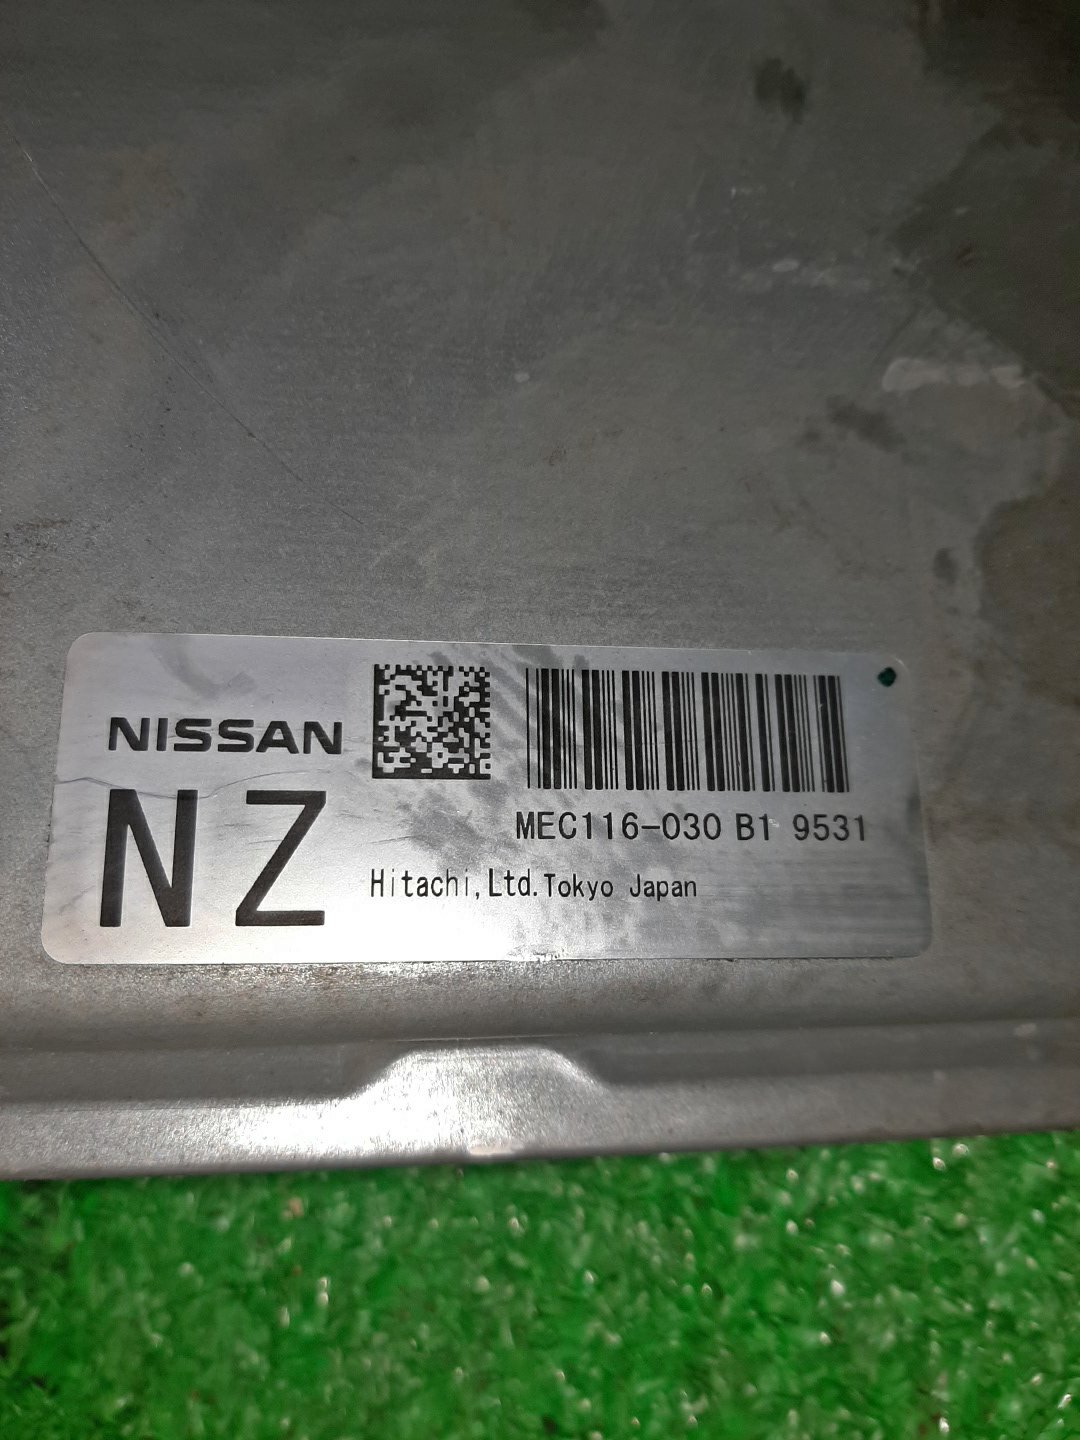 NISSAN
NZ
MEC116-030 B1 9531
Hitachi,Ltd.Tokyo Japan